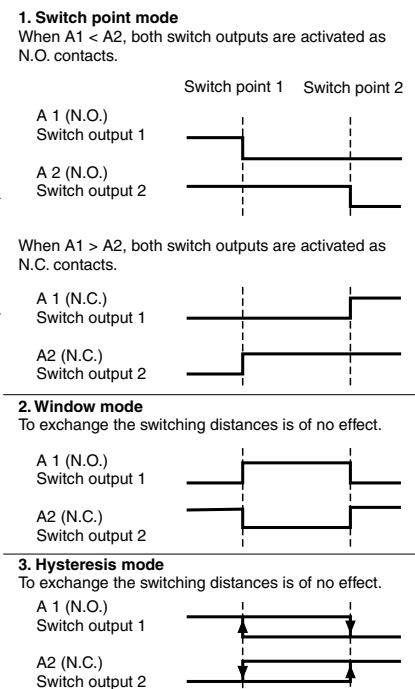 1. Switch point mode
When A1 < A2, both switch outputs are activated as
N.O. contacts.
Switch point 1 Switch point 2
A 1 (N.O.)
Switch output 1
A 2 (N.O.)
Switch output 2
When A1 > A2, both switch outputs are activated as
N.C. contacts.
A 1 (N.C.)
Switch output 1
A2 (N.C.)
Switch output 2
2. Window mode
To exchange the switching distances is of no effect.
A 1 (N.O.)
Switch output 1
A2 (N.C.)
Switch output 2
3. Hysteresis mode
To exchange the switching distances is of no effect.
A 1 (N.O.)
Switch output 1
A2 (N.C.)
Switch output 2